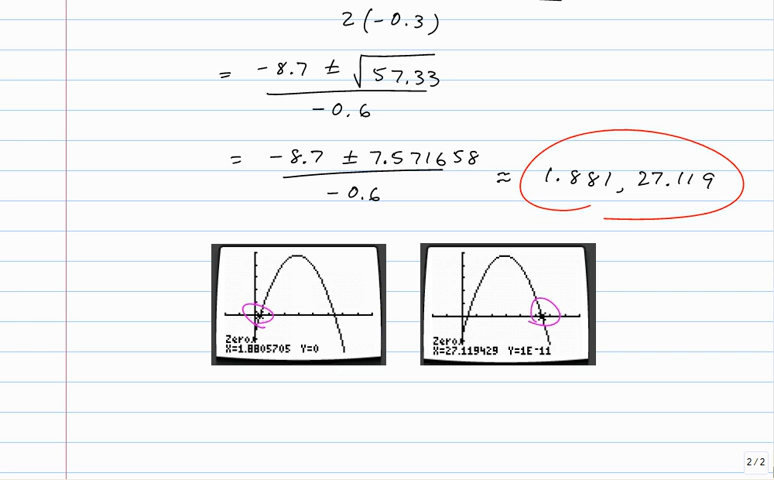 2(-0.3)
= -8.7 ± √57.33
-0.6
= -8.7 ± 7.571658
-0.6
≈ 1.881, 27.119
Zero
X=1.8805705 Y=0
Zero
X=27.119429 Y=1E-11
2/2